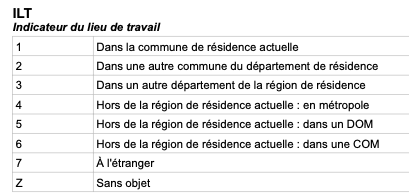 ILT
Indicateur du lieu de travail
1 Dans la commune de résidence actuelle
2 Dans une autre commune du département de résidence
3 Dans un autre département de la région de résidence
4 Hors de la région de résidence actuelle : en métropole
5 Hors de la région de résidence actuelle : dans un DOM
6 Hors de la région de résidence actuelle : dans une COM
7 À l'étranger
Z Sans objet